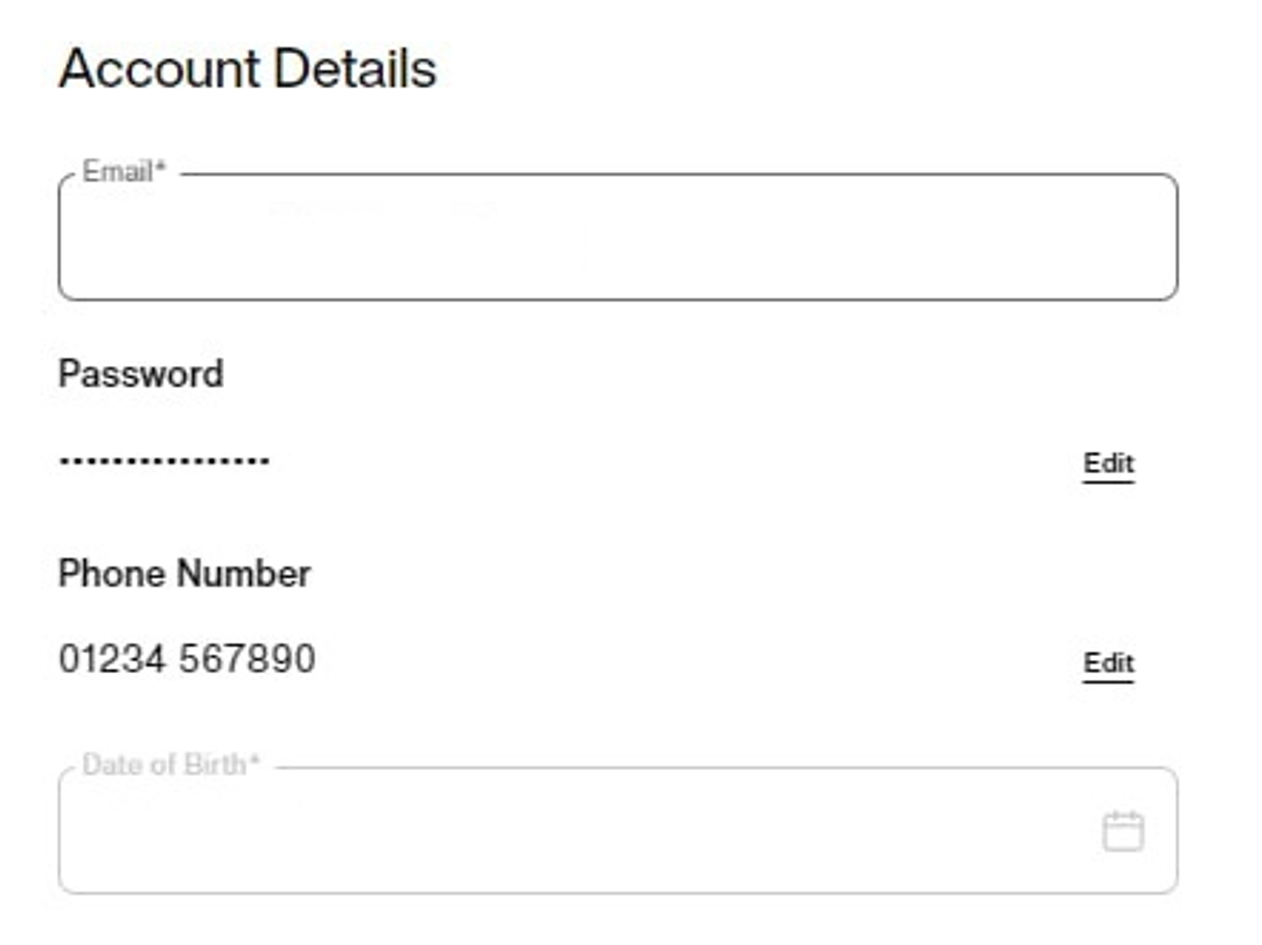 Account Details
Email*
Password
••••••••••••••••
Edit
Phone Number
01234 567890
Edit
Date of Birth*